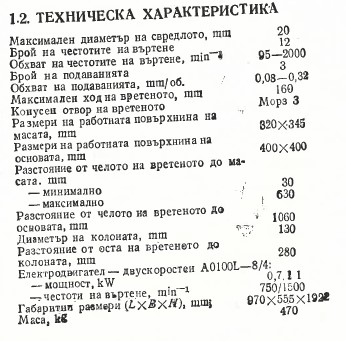 1.2. ТЕХНИЧЕСКА ХАРАКТЕРИСТИКА
Максимален диаметър на свредлото, mm 20
Брой на честотите на въртене 12
Обхват на честотите на въртене, min⁻¹ 95—2000
Брой на подаванията 3
Обхват на подаванията, mm/об. 0,08—0,32
Максимален ход на вретеното, mm 160
Конусен отвор на вретеното Морз 3
Размери на работната повърхнина на
масата, mm 320×345
Размери на работната повърхнина на
основата, mm 400×400
Разстояние от челото на вретеното до ма-
сата. mm
— минимално 30
— максимално 630
Разстояние от челото на вретеното до
основата, mm 1060
Диаметър на колоната, mm 130
Разстояние от оста на вретеното до
колоната, mm 280
Електродвигател — двускоростен АО100L—8/4:
— мощност, kW 0,7/1,1
— честоти на въртене, min⁻¹ 750/1500
Габаритни размери (L×B×H), mm; 970×555×1922
Маса, kg 470